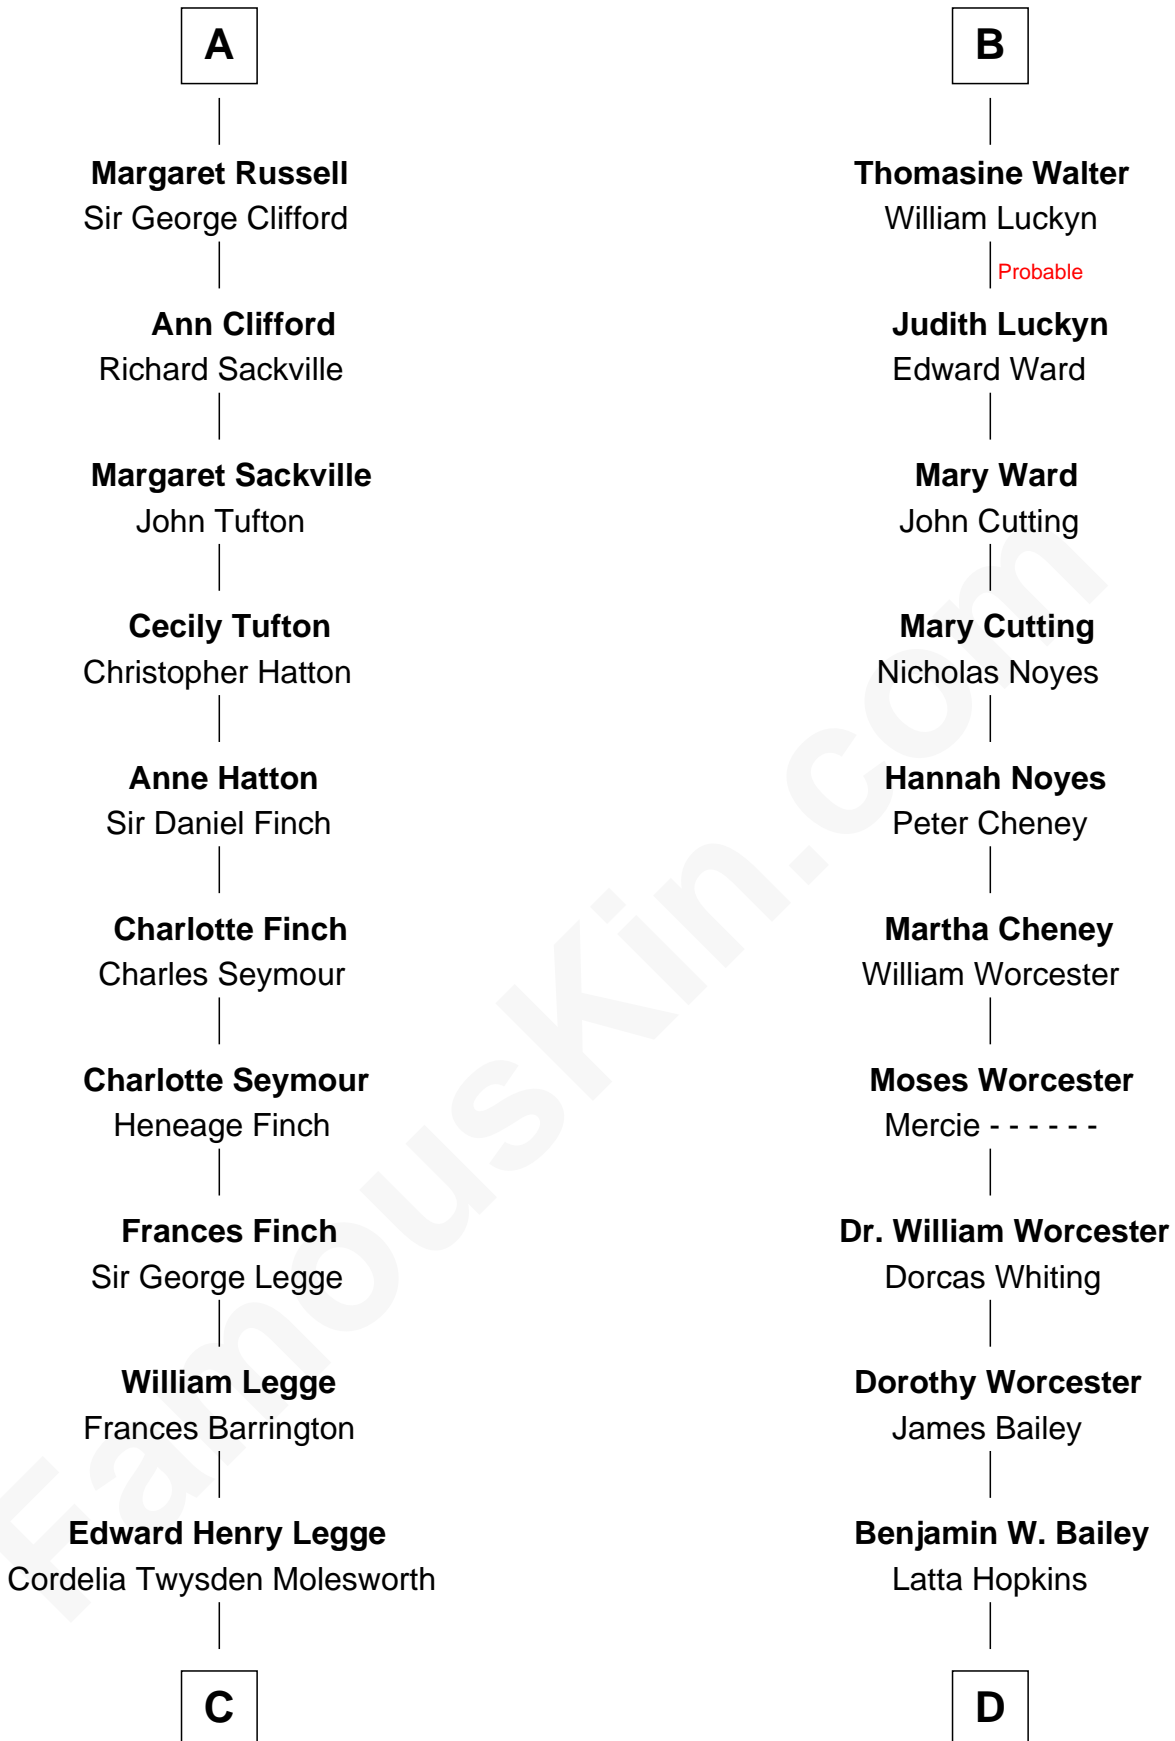 A
Margaret Russell
Sir George Clifford
Ann Clifford
Richard Sackville
Margaret Sackville
John Tufton
Cecily Tufton
Christopher Hatton
Anne Hatton
Sir Daniel Finch
Charlotte Finch
Charles Seymour
Charlotte Seymour
Heneage Finch
Frances Finch
Sir George Legge
William Legge
Frances Barrington
Edward Henry Legge
Cordelia Twysden Molesworth
C
B
Thomasine Walter
William Luckyn
Probable
Judith Luckyn
Edward Ward
Mary Ward
John Cutting
Mary Cutting
Nicholas Noyes
Hannah Noyes
Peter Cheney
Martha Cheney
William Worcester
Moses Worcester
Mercie - - - - - -
Dr. William Worcester
Dorcas Whiting
Dorothy Worcester
James Bailey
Benjamin W. Bailey
Latta Hopkins
D
FamousKin.com